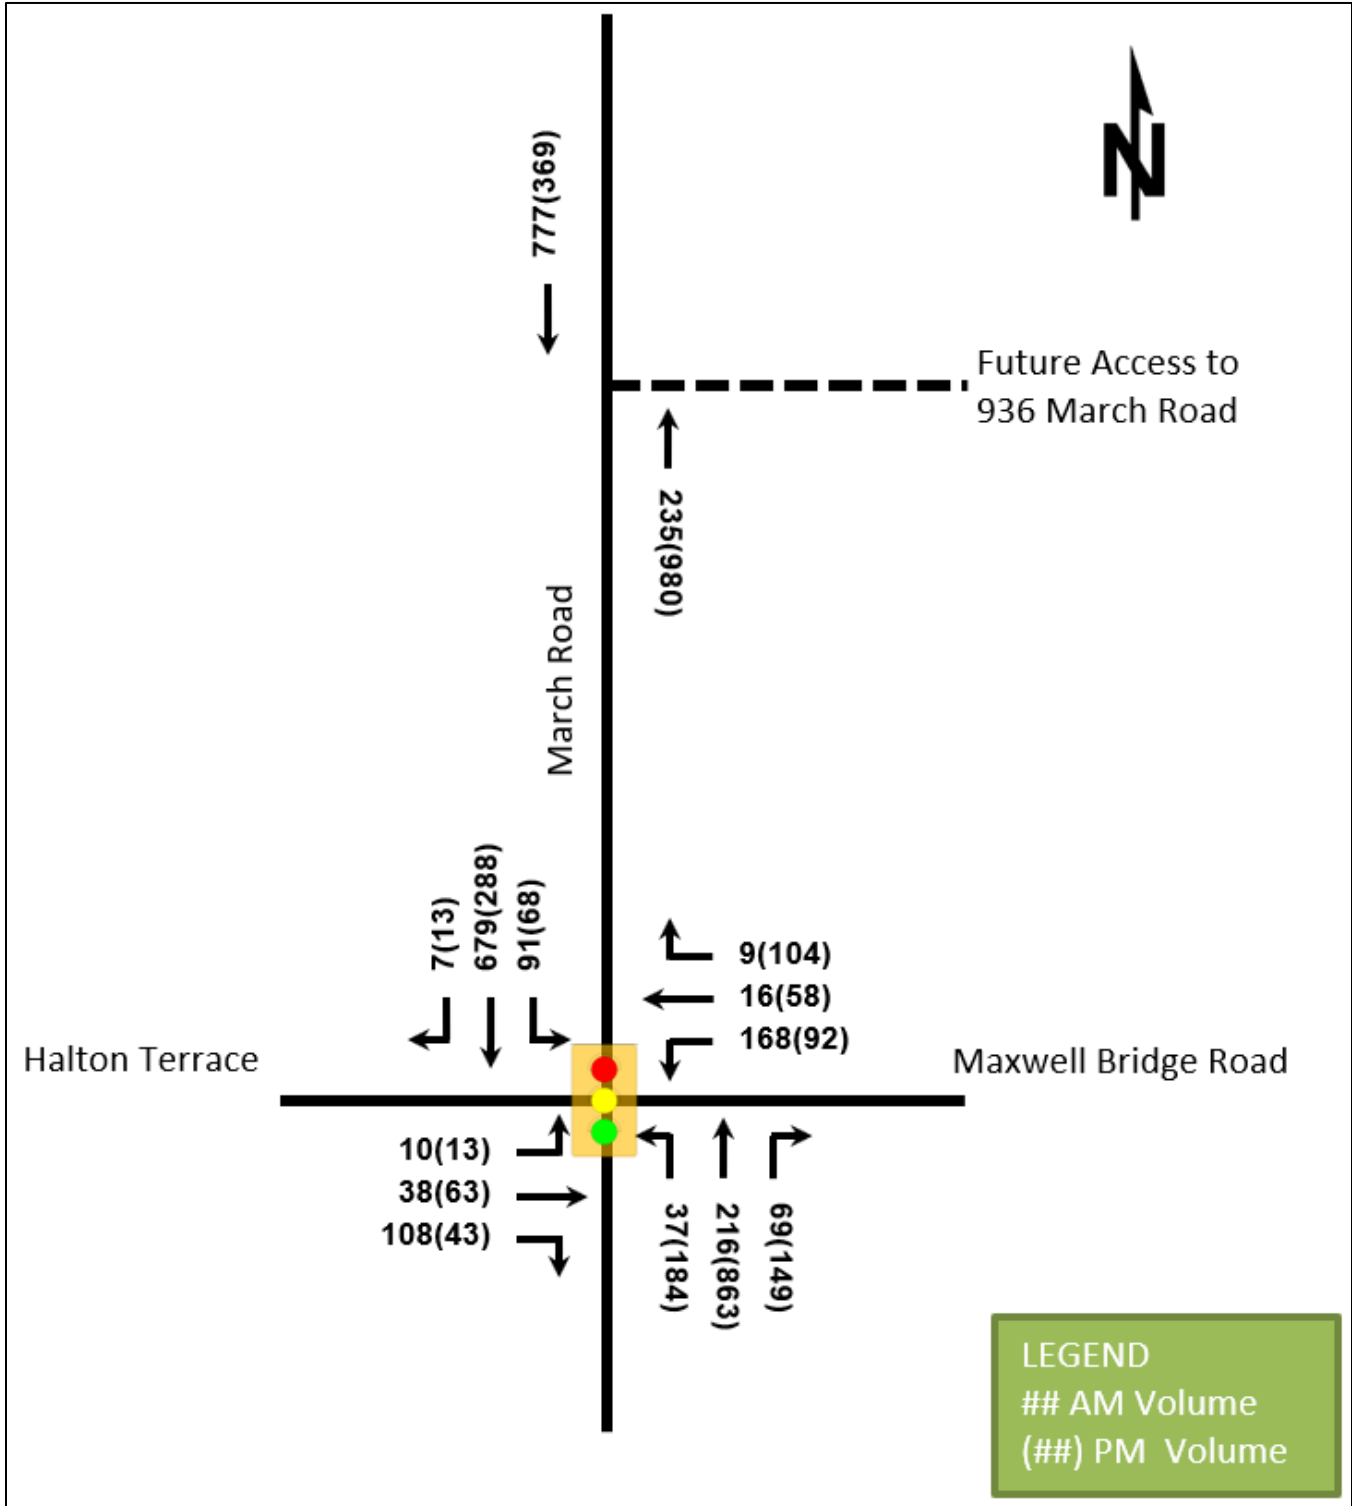 N
777(369)
Future Access to
936 March Road
235(980)
March Road
7(13)
679(288)
91(68)
9(104)
16(58)
168(92)
Halton Terrace
Maxwell Bridge Road
10(13)
38(63)
108(43)
37(184)
216(863)
69(149)
LEGEND
## AM Volume
(##) PM Volume